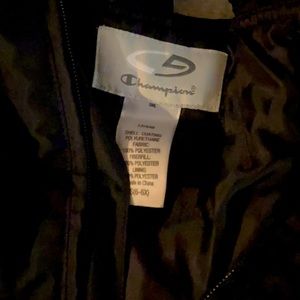 Champion
SHELL COATING
POLYURETHANE
FABRIC
100% POLYESTER
FIBERFILL
100% POLYESTER
LINING
100% POLYESTER
Made in China